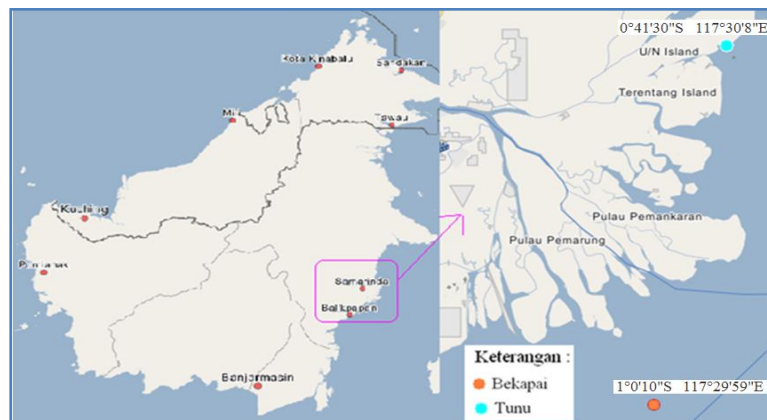 Kota Kinabalu
Sandakan
Miri
Tawau
Kuching
Pontianak
Samarinda
Balikpapan
Banjarmasin
0°41'30"S 117°30'8"E
U/N Island
Terentang Island
Pulau Pemankaran
Pulau Pemarung
Keterangan :
Bekapai
Tunu
1°0'10"S 117°29'59"E